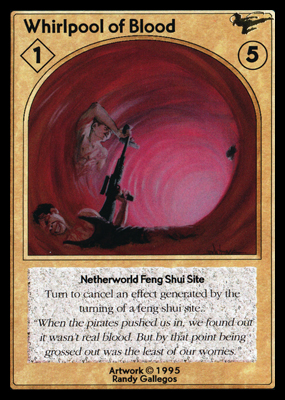 Whirlpool of Blood
1
5
Netherworld Feng Shui Site
Turn to cancel an effect generated by the
turning of a feng shui site.
"When the pirates pushed us in, we found out
it wasn't real blood. But by that point being
grossed out was the least of our worries."
Artwork © 1995
Randy Gallegos